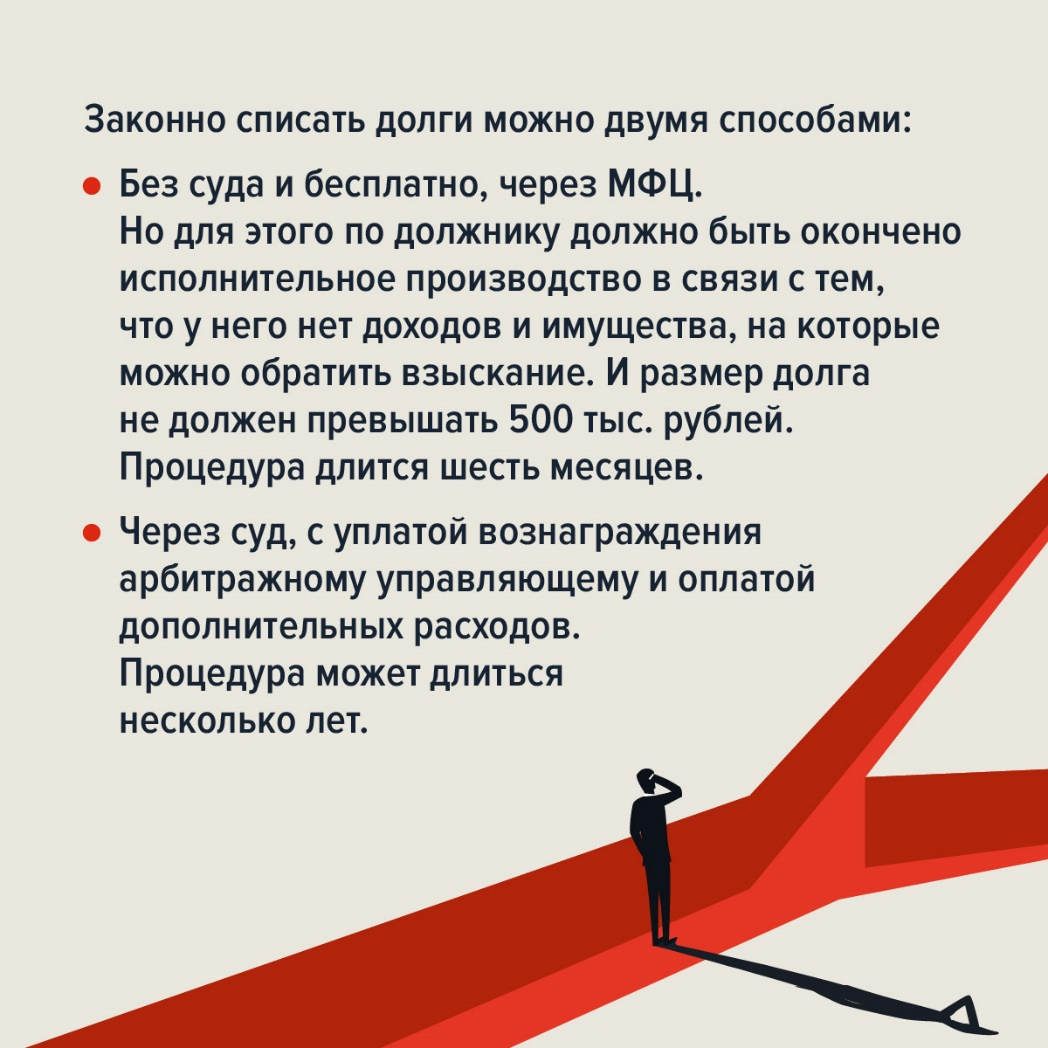 Законно списать долги можно двумя способами:
Без суда и бесплатно, через МФЦ.
Но для этого по должнику должно быть окончено
исполнительное производство в связи с тем,
что у него нет доходов и имущества, на которые
можно обратить взыскание. И размер долга
не должен превышать 500 тыс. рублей.
Процедура длится шесть месяцев.
Через суд, с уплатой вознаграждения
арбитражному управляющему и оплатой
дополнительных расходов.
Процедура может длиться
несколько лет.